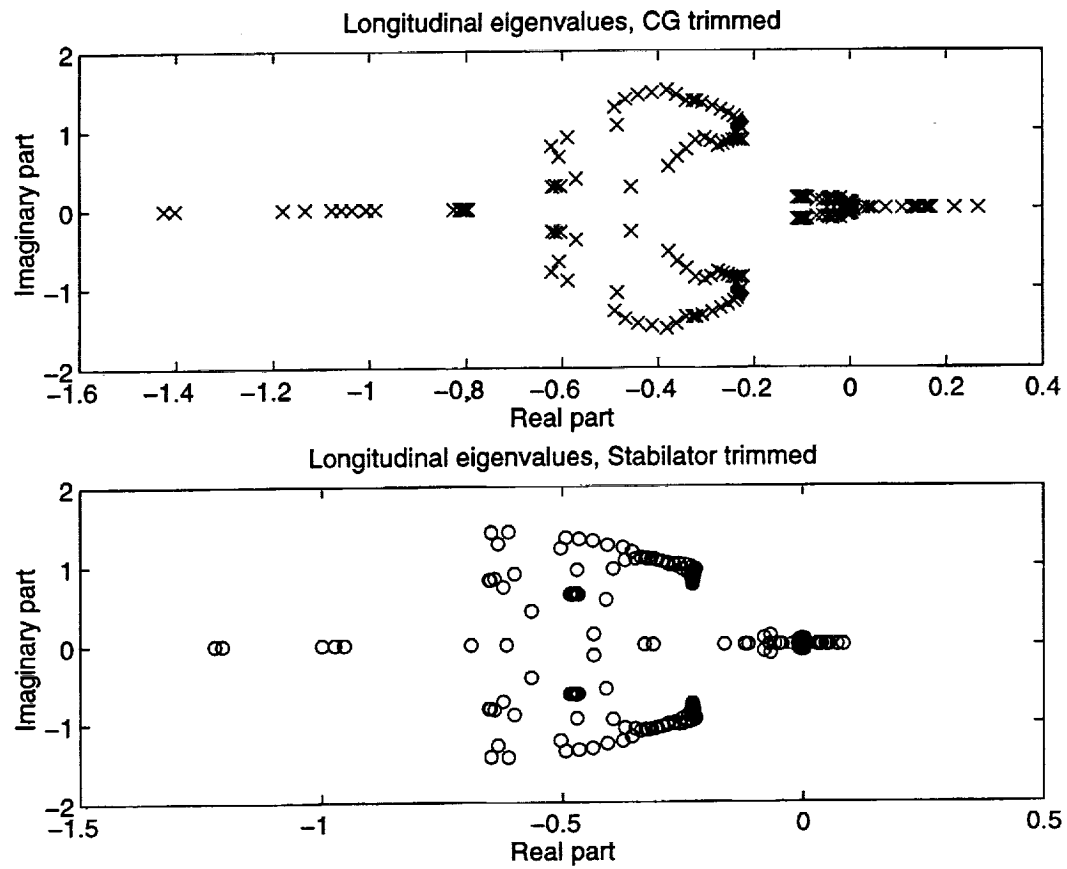 Longitudinal eigenvalues, CG trimmed
2
1
0
−1
−2
Imaginary part
−1.6 −1.4 −1.2 −1 −0.8 −0.6 −0.4 −0.2 0 0.2 0.4
Real part
Longitudinal eigenvalues, Stabilator trimmed
2
1
0
−1
−2
Imaginary part
−1.5 −1 −0.5 0 0.5
Real part